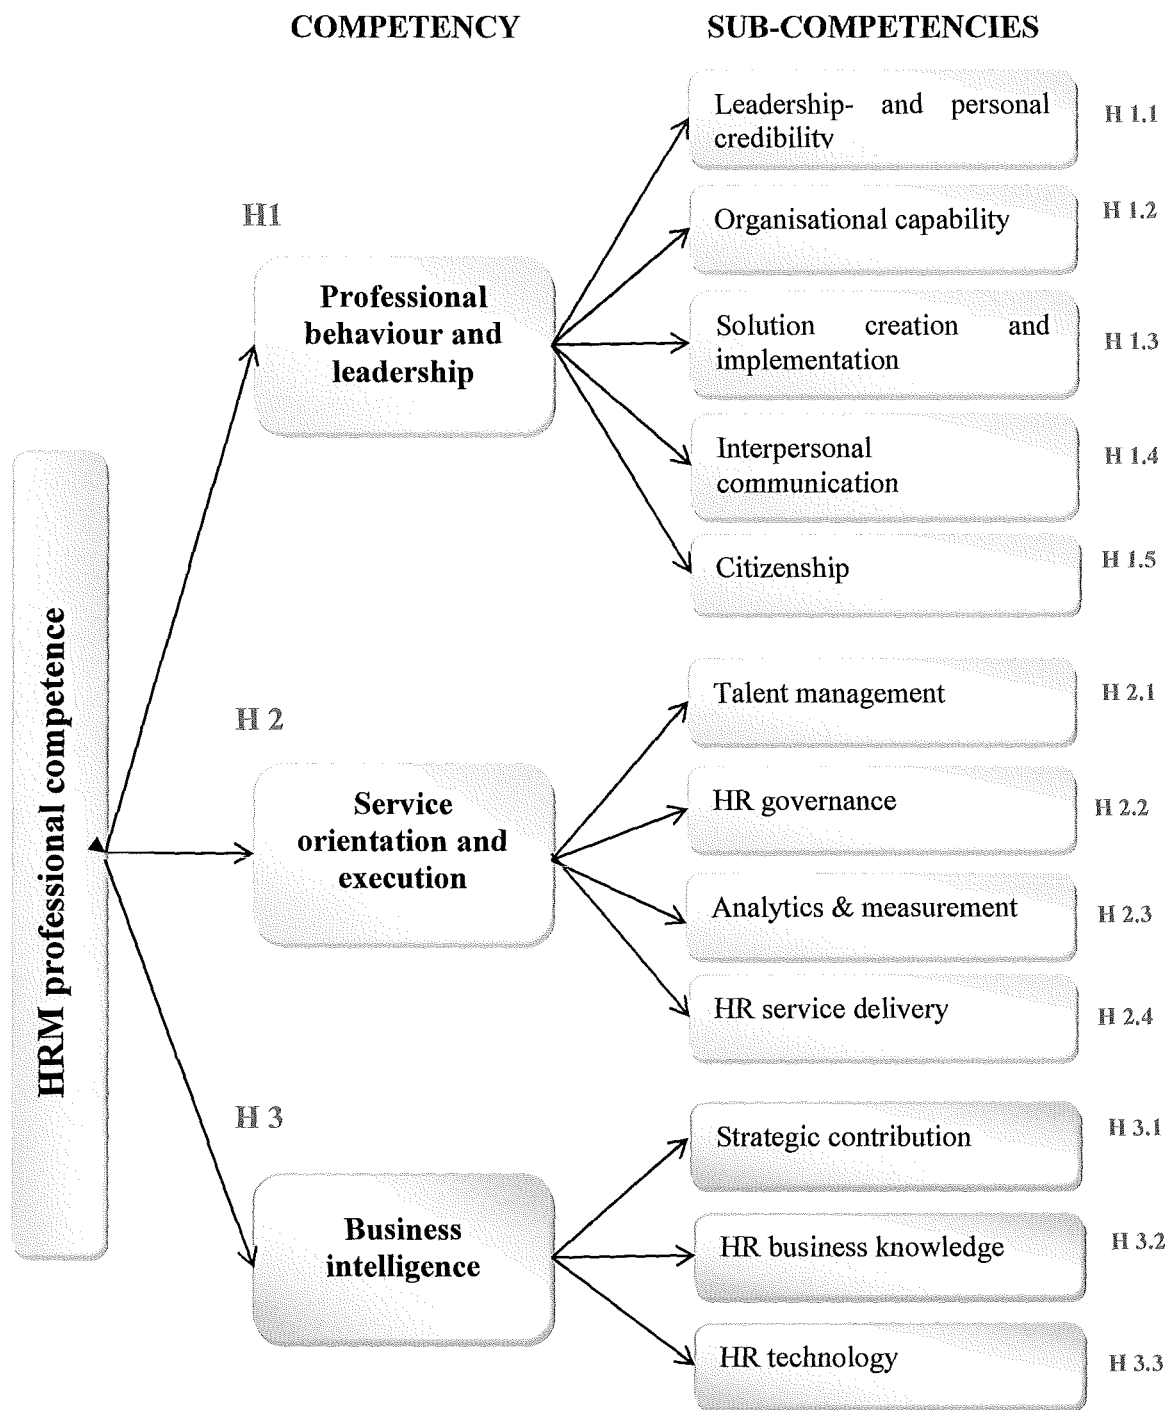 COMPETENCY
SUB-COMPETENCIES
HRM professional competence
H1
Professional
behaviour and
leadership
Leadership- and personal
credibility
H 1.1
Organisational capability
H 1.2
Solution creation and
implementation
H 1.3
Interpersonal
communication
H 1.4
Citizenship
H 1.5
H 2
Service
orientation and
execution
Talent management
H 2.1
HR governance
H 2.2
Analytics & measurement
H 2.3
HR service delivery
H 2.4
H 3
Business
intelligence
Strategic contribution
H 3.1
HR business knowledge
H 3.2
HR technology
H 3.3